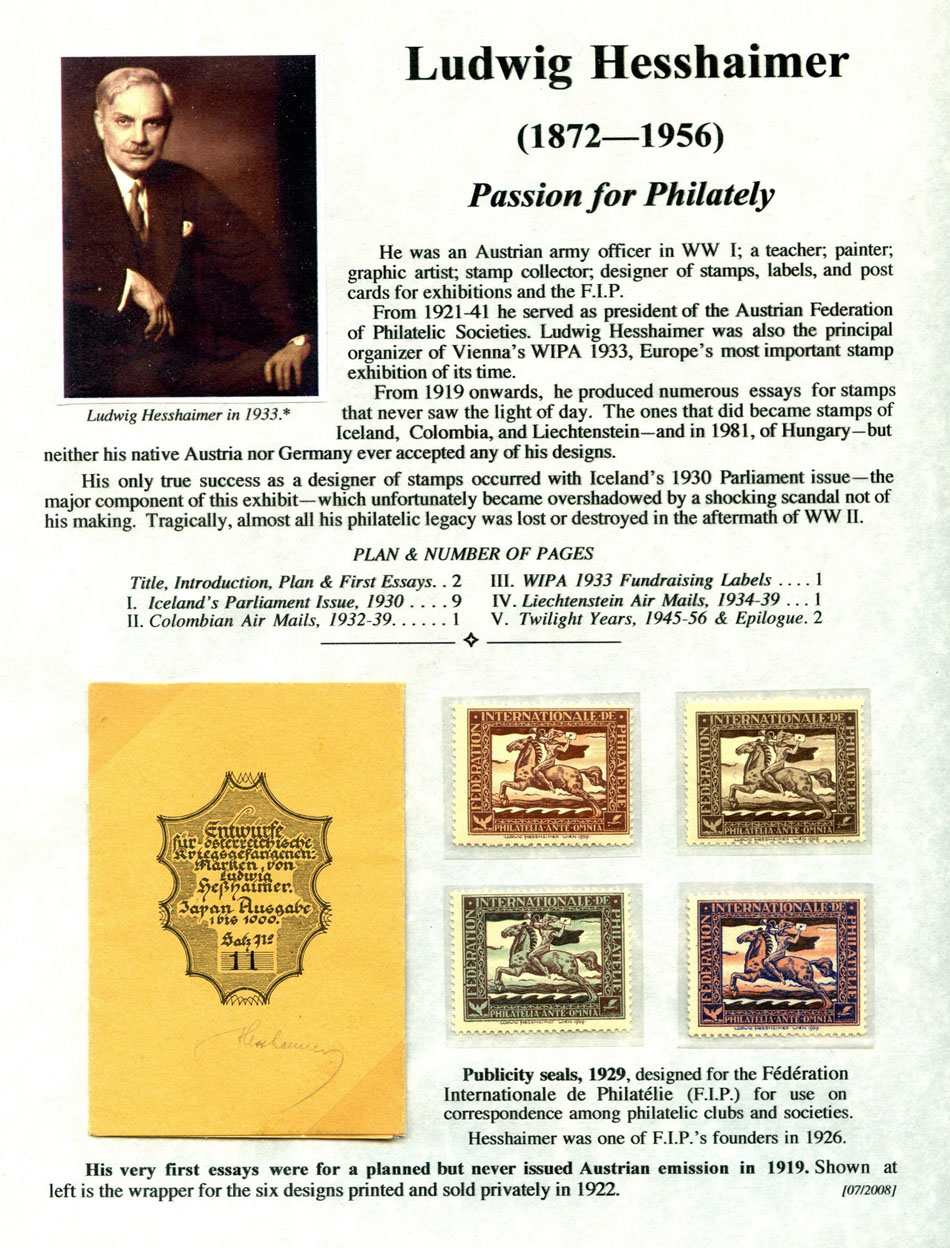 Ludwig Hesshaimer
(1872—1956)
Passion for Philately
He was an Austrian army officer in WW I; a teacher; painter;
graphic artist; stamp collector; designer of stamps, labels, and post
cards for exhibitions and the F.I.P.
From 1921-41 he served as president of the Austrian Federation
of Philatelic Societies. Ludwig Hesshaimer was also the principal
organizer of Vienna's WIPA 1933, Europe's most important stamp
exhibition of its time.
From 1919 onwards, he produced numerous essays for stamps
that never saw the light of day. The ones that did became stamps of
Iceland, Colombia, and Liechtenstein—and in 1981, of Hungary—but
neither his native Austria nor Germany ever accepted any of his designs.
Ludwig Hesshaimer in 1933.*
His only true success as a designer of stamps occurred with Iceland's 1930 Parliament issue—the
major component of this exhibit—which unfortunately became overshadowed by a shocking scandal not of
his making. Tragically, almost all his philatelic legacy was lost or destroyed in the aftermath of WW II.
PLAN & NUMBER OF PAGES
Title, Introduction, Plan & First Essays. . 2
I. Iceland's Parliament Issue, 1930 . . . . 9
II. Colombian Air Mails, 1932-39. . . . . . 1
III. WIPA 1933 Fundraising Labels . . . . 1
IV. Liechtenstein Air Mails, 1934-39 . . . 1
V. Twilight Years, 1945-56 & Epilogue. 2
Entwürfe
für österreichische
Kriegsgefangenen-
Marken, von
Ludwig
Heßhaimer.
Japan Ausgabe
1 bis 1000.
Satz No
11
Hesshaimer
FÉDÉRATION INTERNATIONALE·DE PHILATELIE
PHILATELIA·ANTE·OMNIA
LUDWIG HESSHAIMER WIEN 1929
FÉDÉRATION INTERNATIONALE·DE PHILATELIE
PHILATELIA·ANTE·OMNIA
LUDWIG HESSHAIMER WIEN 1929
FÉDÉRATION INTERNATIONALE·DE PHILATELIE
PHILATELIA·ANTE·OMNIA
LUDWIG HESSHAIMER WIEN 1929
FÉDÉRATION INTERNATIONALE·DE PHILATELIE
PHILATELIA·ANTE·OMNIA
LUDWIG HESSHAIMER WIEN 1929
Publicity seals, 1929, designed for the Fédération
Internationale de Philatélie (F.I.P.) for use on
correspondence among philatelic clubs and societies.
Hesshaimer was one of F.I.P.'s founders in 1926.
His very first essays were for a planned but never issued Austrian emission in 1919. Shown at
left is the wrapper for the six designs printed and sold privately in 1922.
[07/2008]